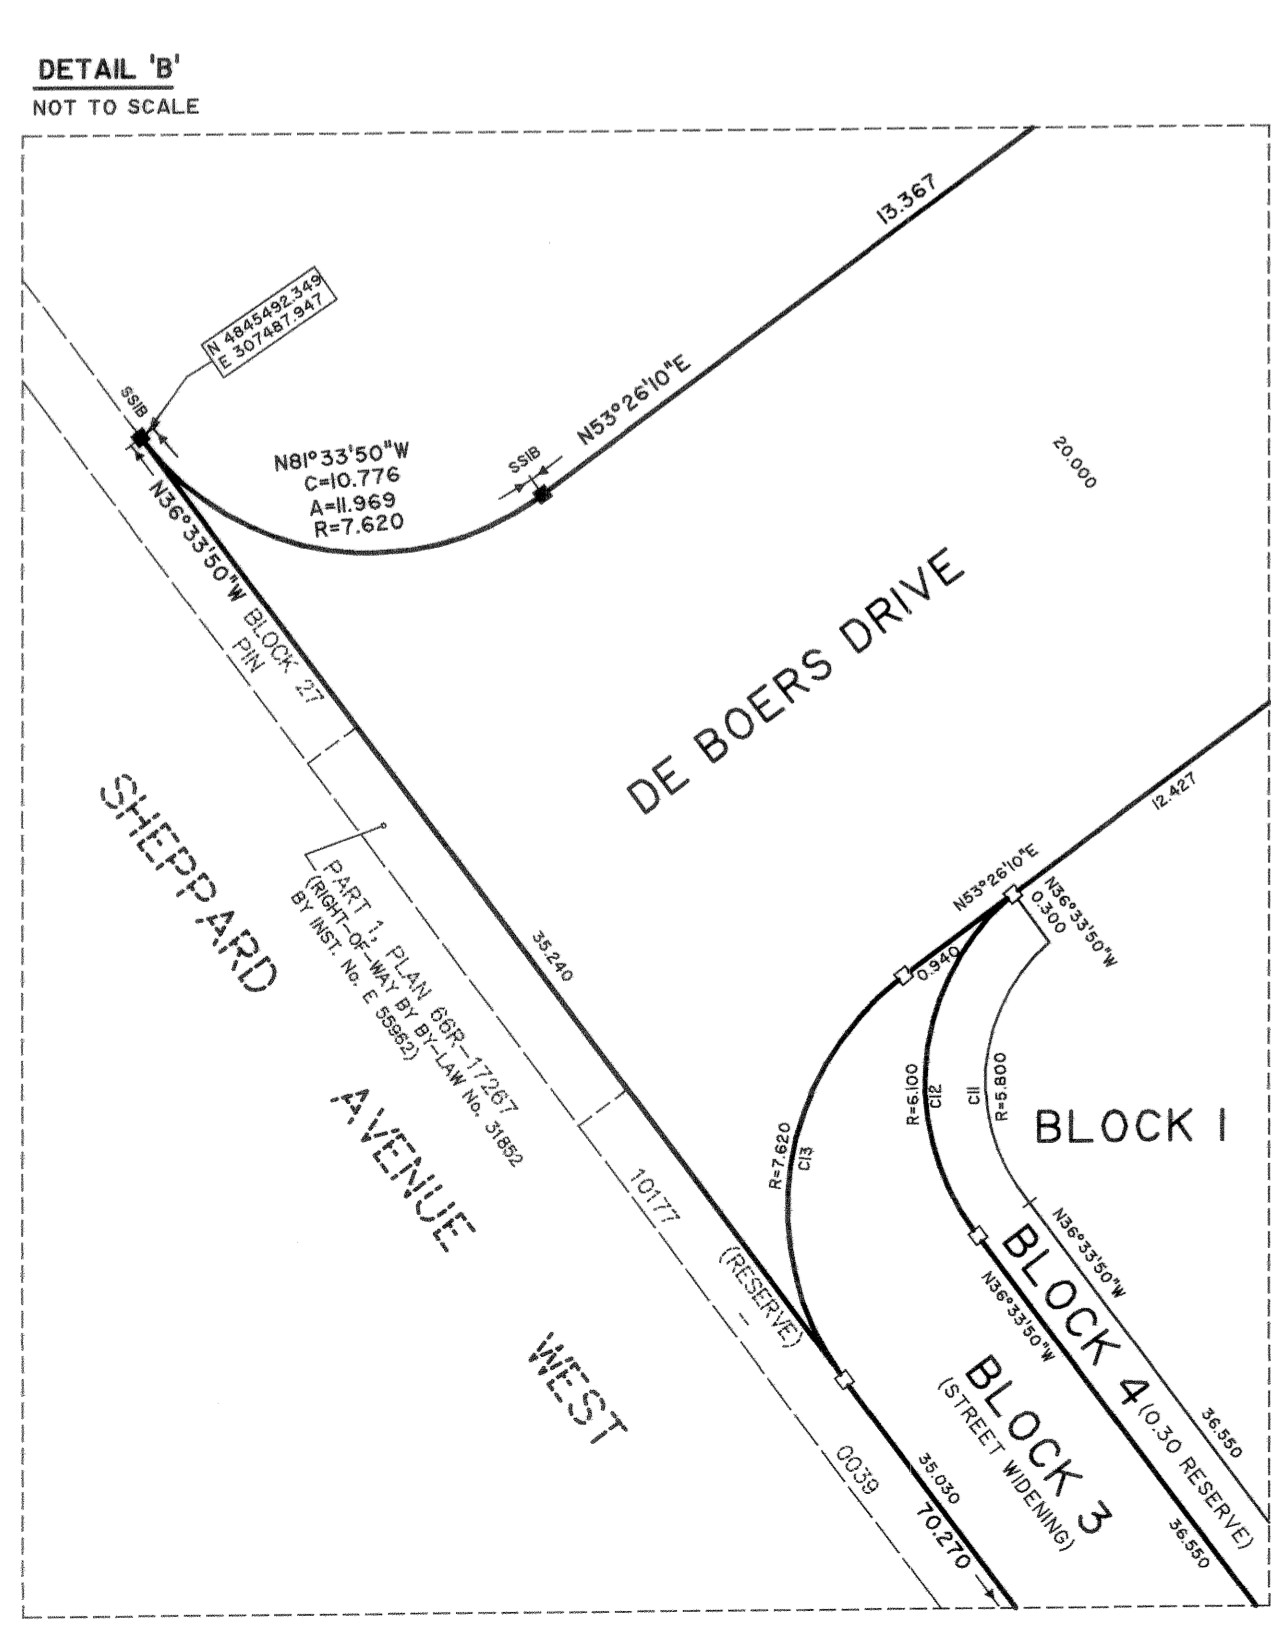 DETAIL 'B'
NOT TO SCALE
13.367
N 4845492.349
E 307487.947
SSIB
N53°26'10"E
SSIB
N81°33'50"W
C=10.776
A=11.969
R=7.620
20.000
N36°33'50"W
BLOCK 27
PIN
DE BOERS DRIVE
12.427
SHEPPARD
AVENUE
WEST
PART 1, PLAN 66R-17267
(RIGHT-OF-WAY BY BY-LAW No. 31852
BY INST. No. E 55962)
35.240
N53°26'10"E
N36°33'50"W
0.300
0.940
R=6.100
C12
C11
R=5.800
BLOCK 1
R=7.620
C13
10177
(RESERVE)
N36°33'50"W
N36°33'50"W
BLOCK 4 (0.30 RESERVE)
BLOCK 3
(STREET WIDENING)
36.550
36.550
0039
35.030
70.270